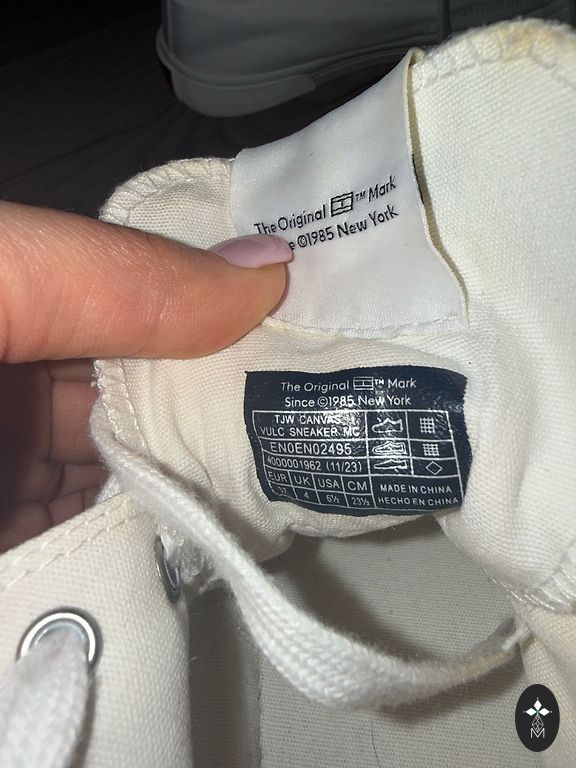 The Original TM Mark
e ©1985 New York
The Original TM Mark
Since ©1985 New York
TJW CANVAS
VULC SNEAKER MC
EN0EN02495
4000001962 (11/23)
EUR UK USA CM
37 4 6½ 23½
MADE IN CHINA
HECHO EN CHINA
M